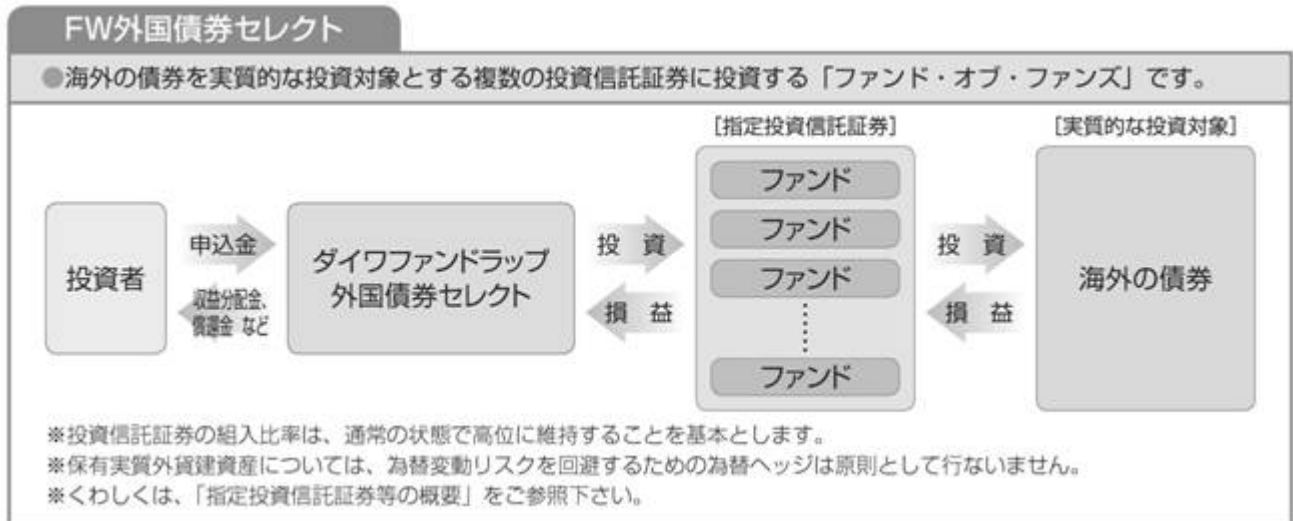 FW外国債券セレクト
●海外の債券を実質的な投資対象とする複数の投資信託証券に投資する「ファンド・オブ・ファンズ」です。
[指定投資信託証券]
[実質的な投資対象]
投資者
申込金
収益分配金、
償還金 など
ダイワファンドラップ
外国債券セレクト
投 資
損 益
ファンド
ファンド
ファンド
ファンド
投 資
損 益
海外の債券
※投資信託証券の組入比率は、通常の状態で高位に維持することを基本とします。
※保有実質外貨建資産については、為替変動リスクを回避するための為替ヘッジは原則として行ないません。
※くわしくは、「指定投資信託証券等の概要」をご参照下さい。